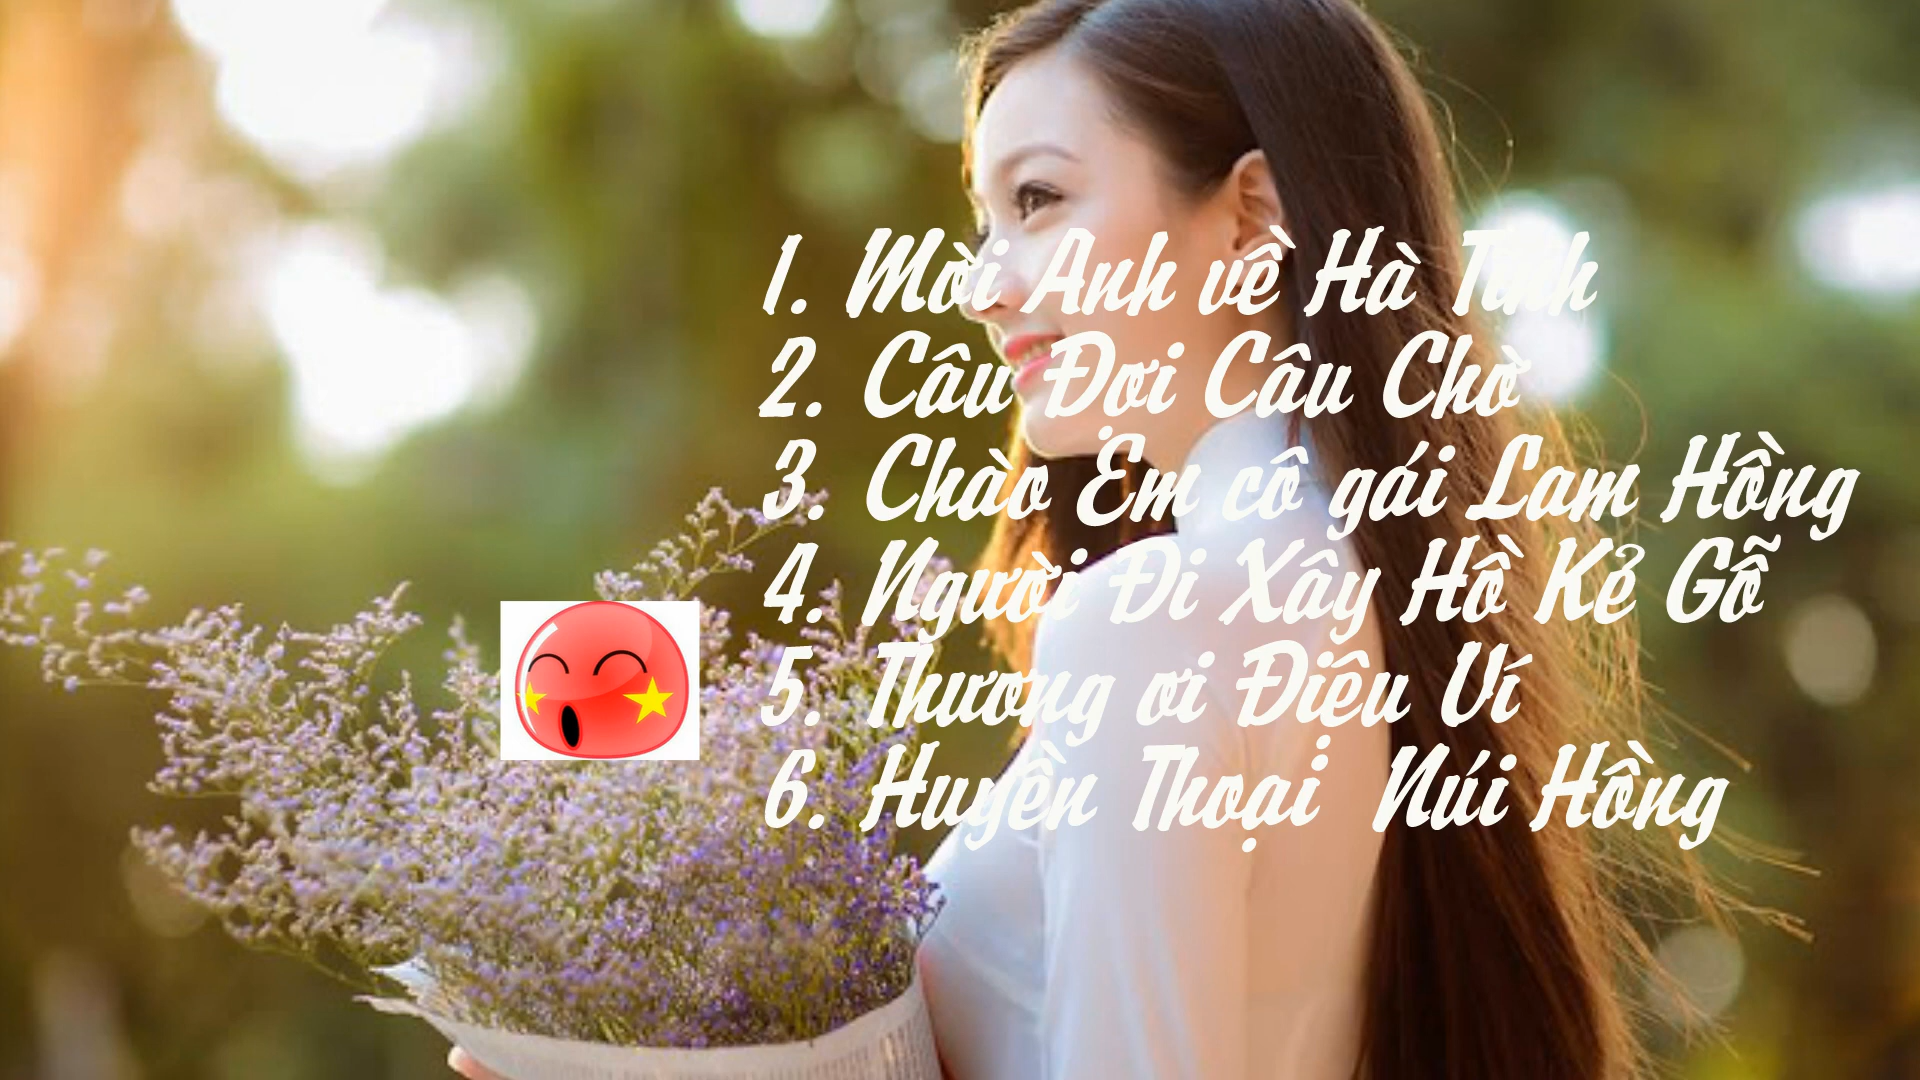 1. Mời Anh về Hà Tĩnh
2. Câu Đợi Câu Chờ
3. Chào Em cô gái Lam Hồng
4. Người Đi Xây Hồ Kẻ Gỗ
5. Thương ơi Điệu Ví
6. Huyền Thoại Núi Hồng